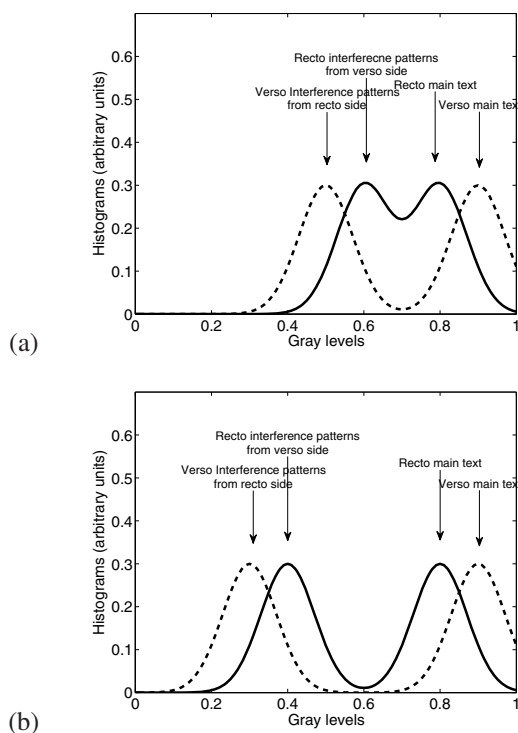 0.6
0.5
0.4
0.3
0.2
0.1
0
Histograms (arbitrary units)
Recto interferecne patterns
from verso side
Verso Interference patterns
from recto side
Recto main text
Verso main tex
0 0.2 0.4 0.6 0.8 1
Gray levels
(a)
0.6
0.5
0.4
0.3
0.2
0.1
0
Histograms (arbitrary units)
Recto interference patterns
from verso side
Verso Interference patterns
from recto side
Recto main text
Verso main tex
0 0.2 0.4 0.6 0.8 1
Gray levels
(b)